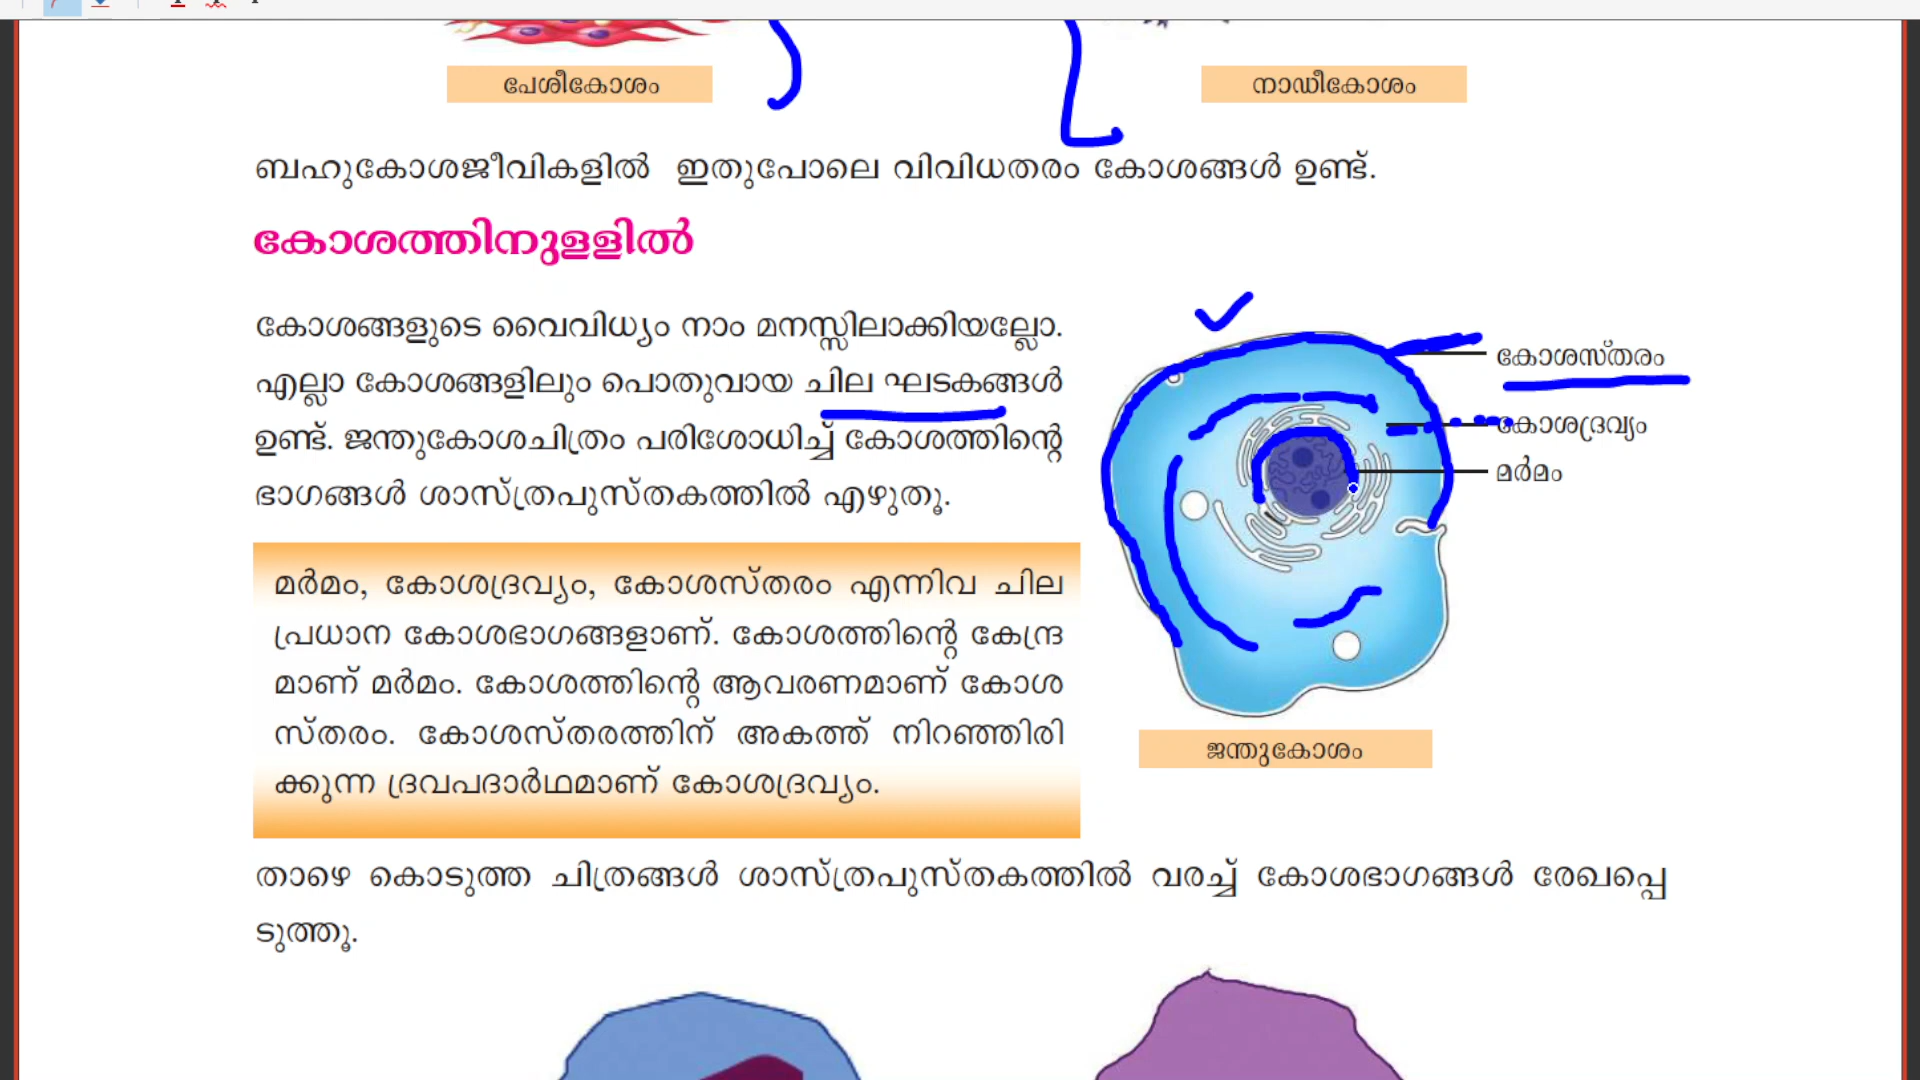 പേശീകോശം
നാഡീകോശം
ബഹുകോശജീവികളിൽ ഇതുപോലെ വിവിധതരം കോശങ്ങൾ ഉണ്ട്.
കോശത്തിനുളളിൽ
കോശങ്ങളുടെ വൈവിധ്യം നാം മനസ്സിലാക്കിയല്ലോ.
എല്ലാ കോശങ്ങളിലും പൊതുവായ ചില ഘടകങ്ങൾ
ഉണ്ട്. ജന്തുകോശചിത്രം പരിശോധിച്ച് കോശത്തിന്റെ
ഭാഗങ്ങൾ ശാസ്ത്രപുസ്തകത്തിൽ എഴുതൂ.
കോശസ്തരം
കോശദ്രവ്യം
മർമം
മർമം, കോശദ്രവ്യം, കോശസ്തരം എന്നിവ ചില
പ്രധാന കോശഭാഗങ്ങളാണ്. കോശത്തിന്റെ കേന്ദ്ര
മാണ് മർമം. കോശത്തിന്റെ ആവരണമാണ് കോശ
സ്തരം. കോശസ്തരത്തിന് അകത്ത് നിറഞ്ഞിരി
ക്കുന്ന ദ്രവപദാർഥമാണ് കോശദ്രവ്യം.
ജന്തുകോശം
താഴെ കൊടുത്ത ചിത്രങ്ങൾ ശാസ്ത്രപുസ്തകത്തിൽ വരച്ച് കോശഭാഗങ്ങൾ രേഖപ്പെ
ടുത്തൂ.